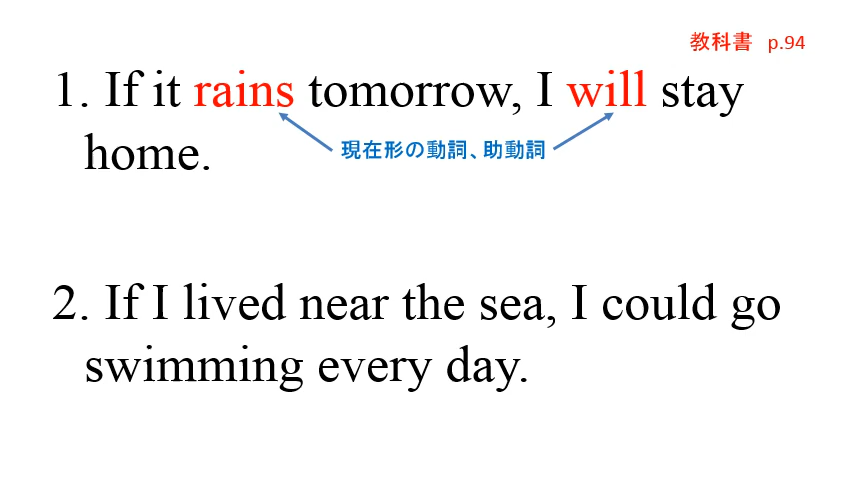 教科書 p.94
1. If it rains tomorrow, I will stay
home.
現在形の動詞、助動詞
2. If I lived near the sea, I could go
swimming every day.